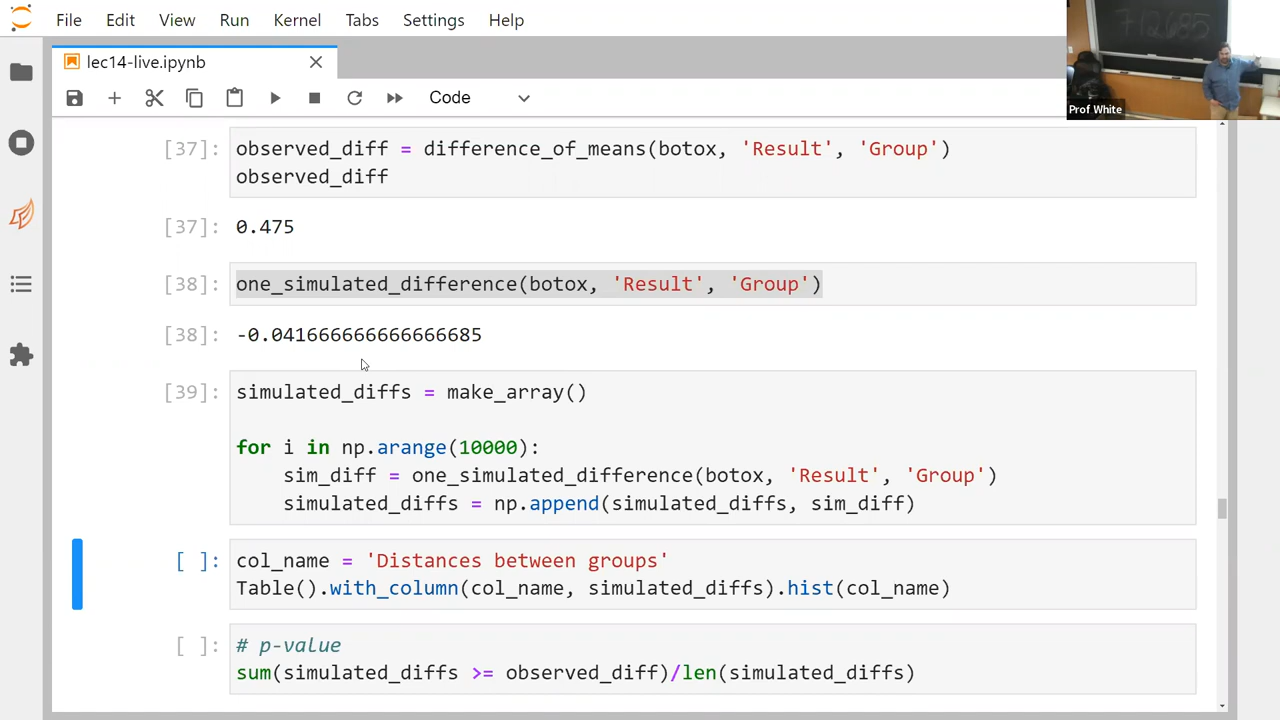 File Edit View Run Kernel Tabs Settings Help
lec14-live.ipynb
Code
712685
Prof White
[37]: observed_diff = difference_of_means(botox, 'Result', 'Group')
observed_diff
[37]: 0.475
[38]: one_simulated_difference(botox, 'Result', 'Group')
[38]: -0.041666666666666685
[39]: simulated_diffs = make_array()
for i in np.arange(10000):
sim_diff = one_simulated_difference(botox, 'Result', 'Group')
simulated_diffs = np.append(simulated_diffs, sim_diff)
[ ]: col_name = 'Distances between groups'
Table().with_column(col_name, simulated_diffs).hist(col_name)
[ ]: # p-value
sum(simulated_diffs >= observed_diff)/len(simulated_diffs)